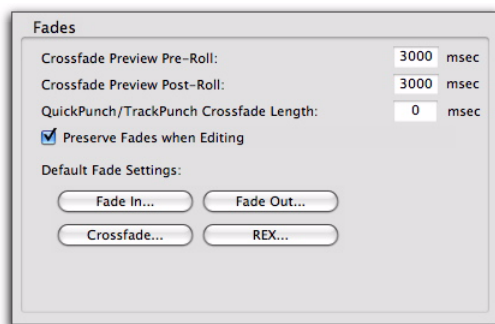 Fades
Crossfade Preview Pre-Roll: 3000 msec
Crossfade Preview Post-Roll: 3000 msec
QuickPunch/TrackPunch Crossfade Length: 0 msec
Preserve Fades when Editing
Default Fade Settings:
Fade In... Fade Out...
Crossfade... REX...